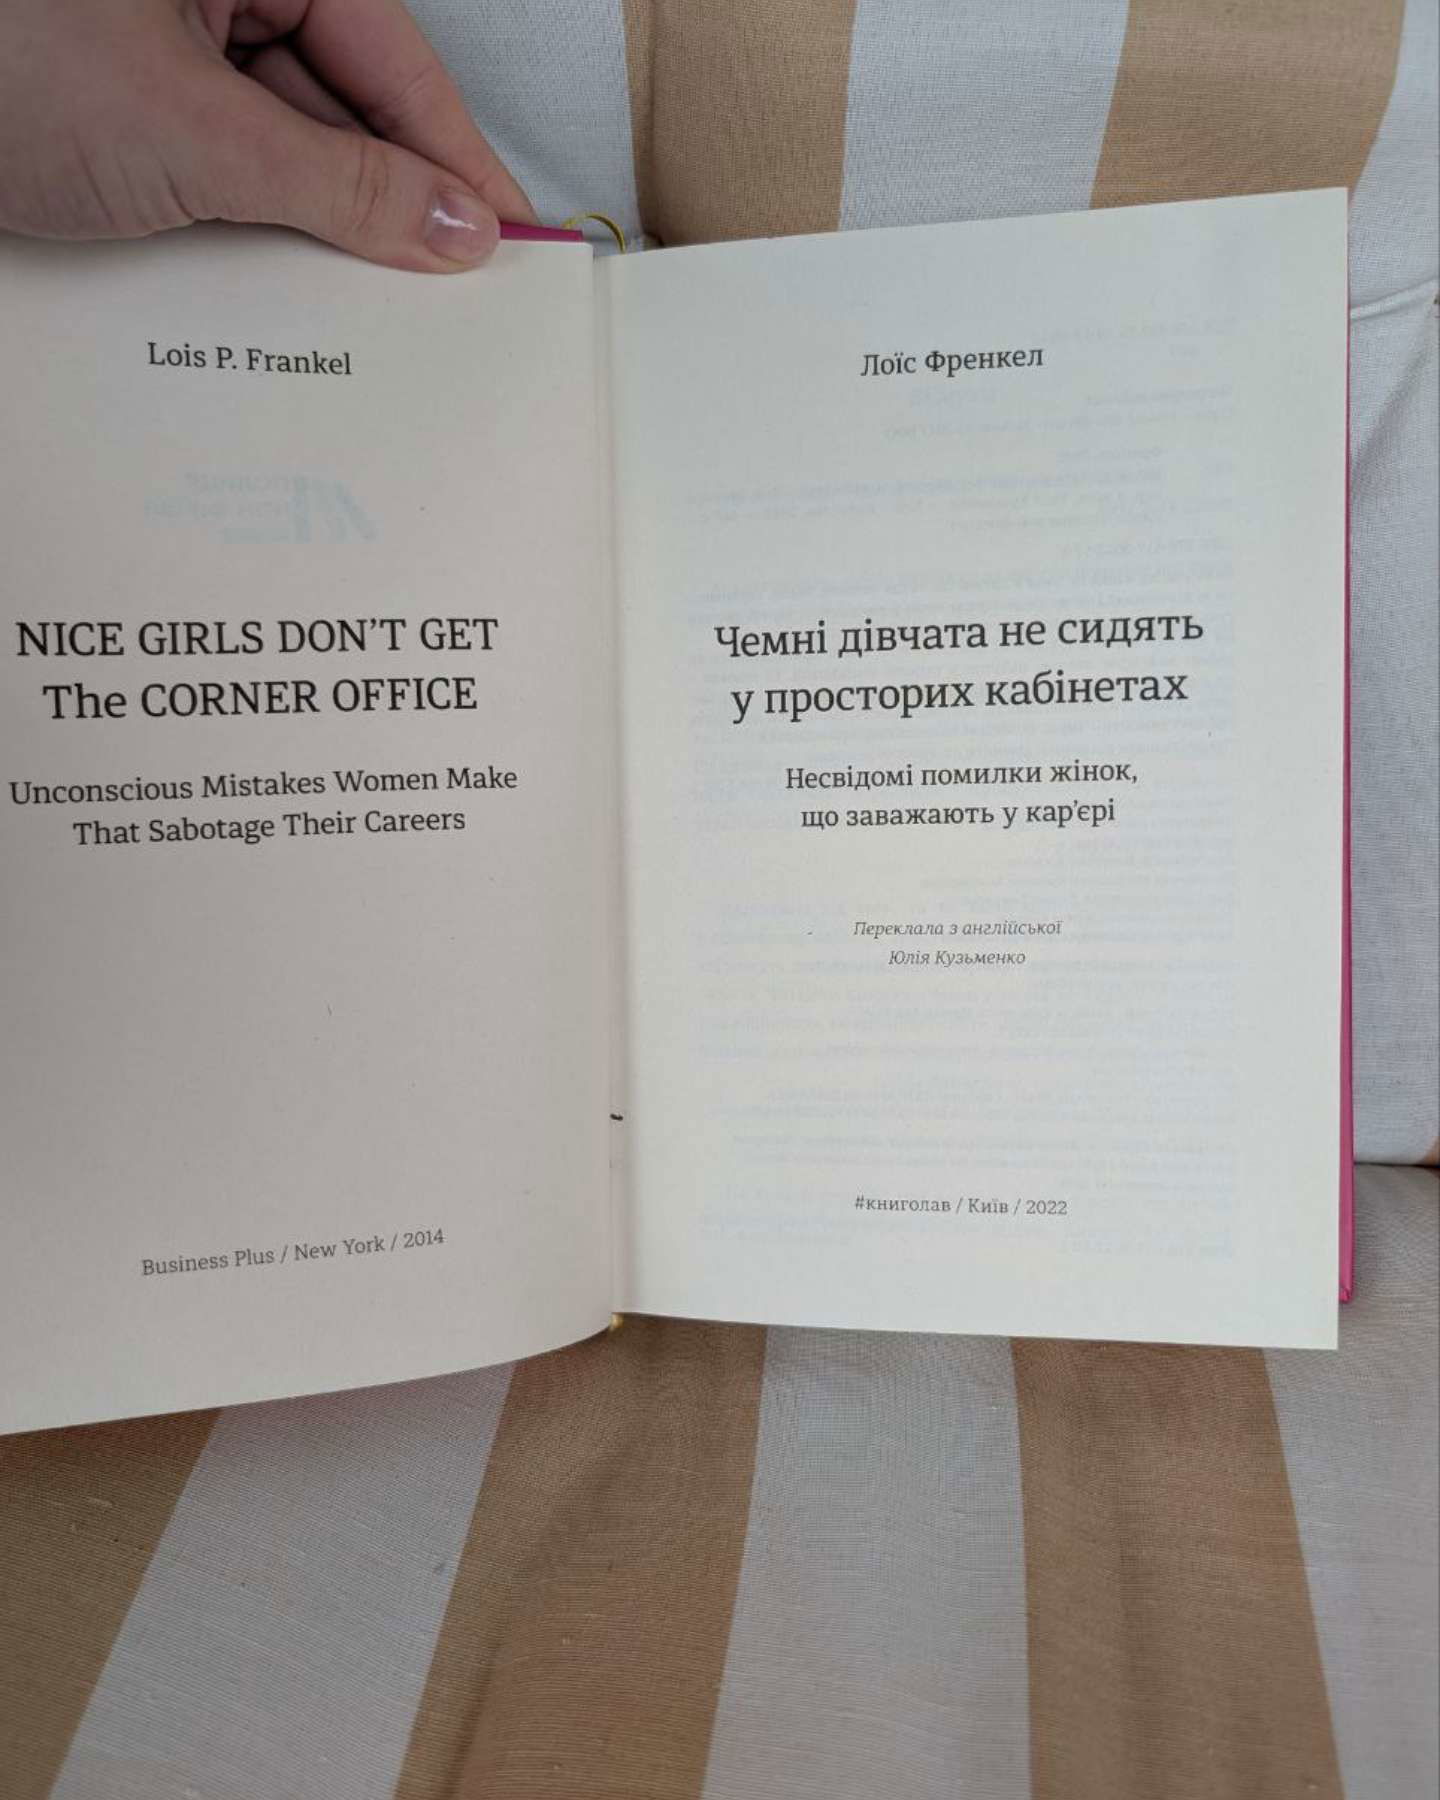 Lois P. Frankel
NICE GIRLS DON'T GET
The CORNER OFFICE
Unconscious Mistakes Women Make
That Sabotage Their Careers
Business Plus / New York / 2014
Лоїс Френкел
Чемні дівчата не сидять
у просторих кабінетах
Несвідомі помилки жінок,
що заважають у кар’єрі
Переклала з англійської
Юлія Кузьменко
#книголав / Київ / 2022